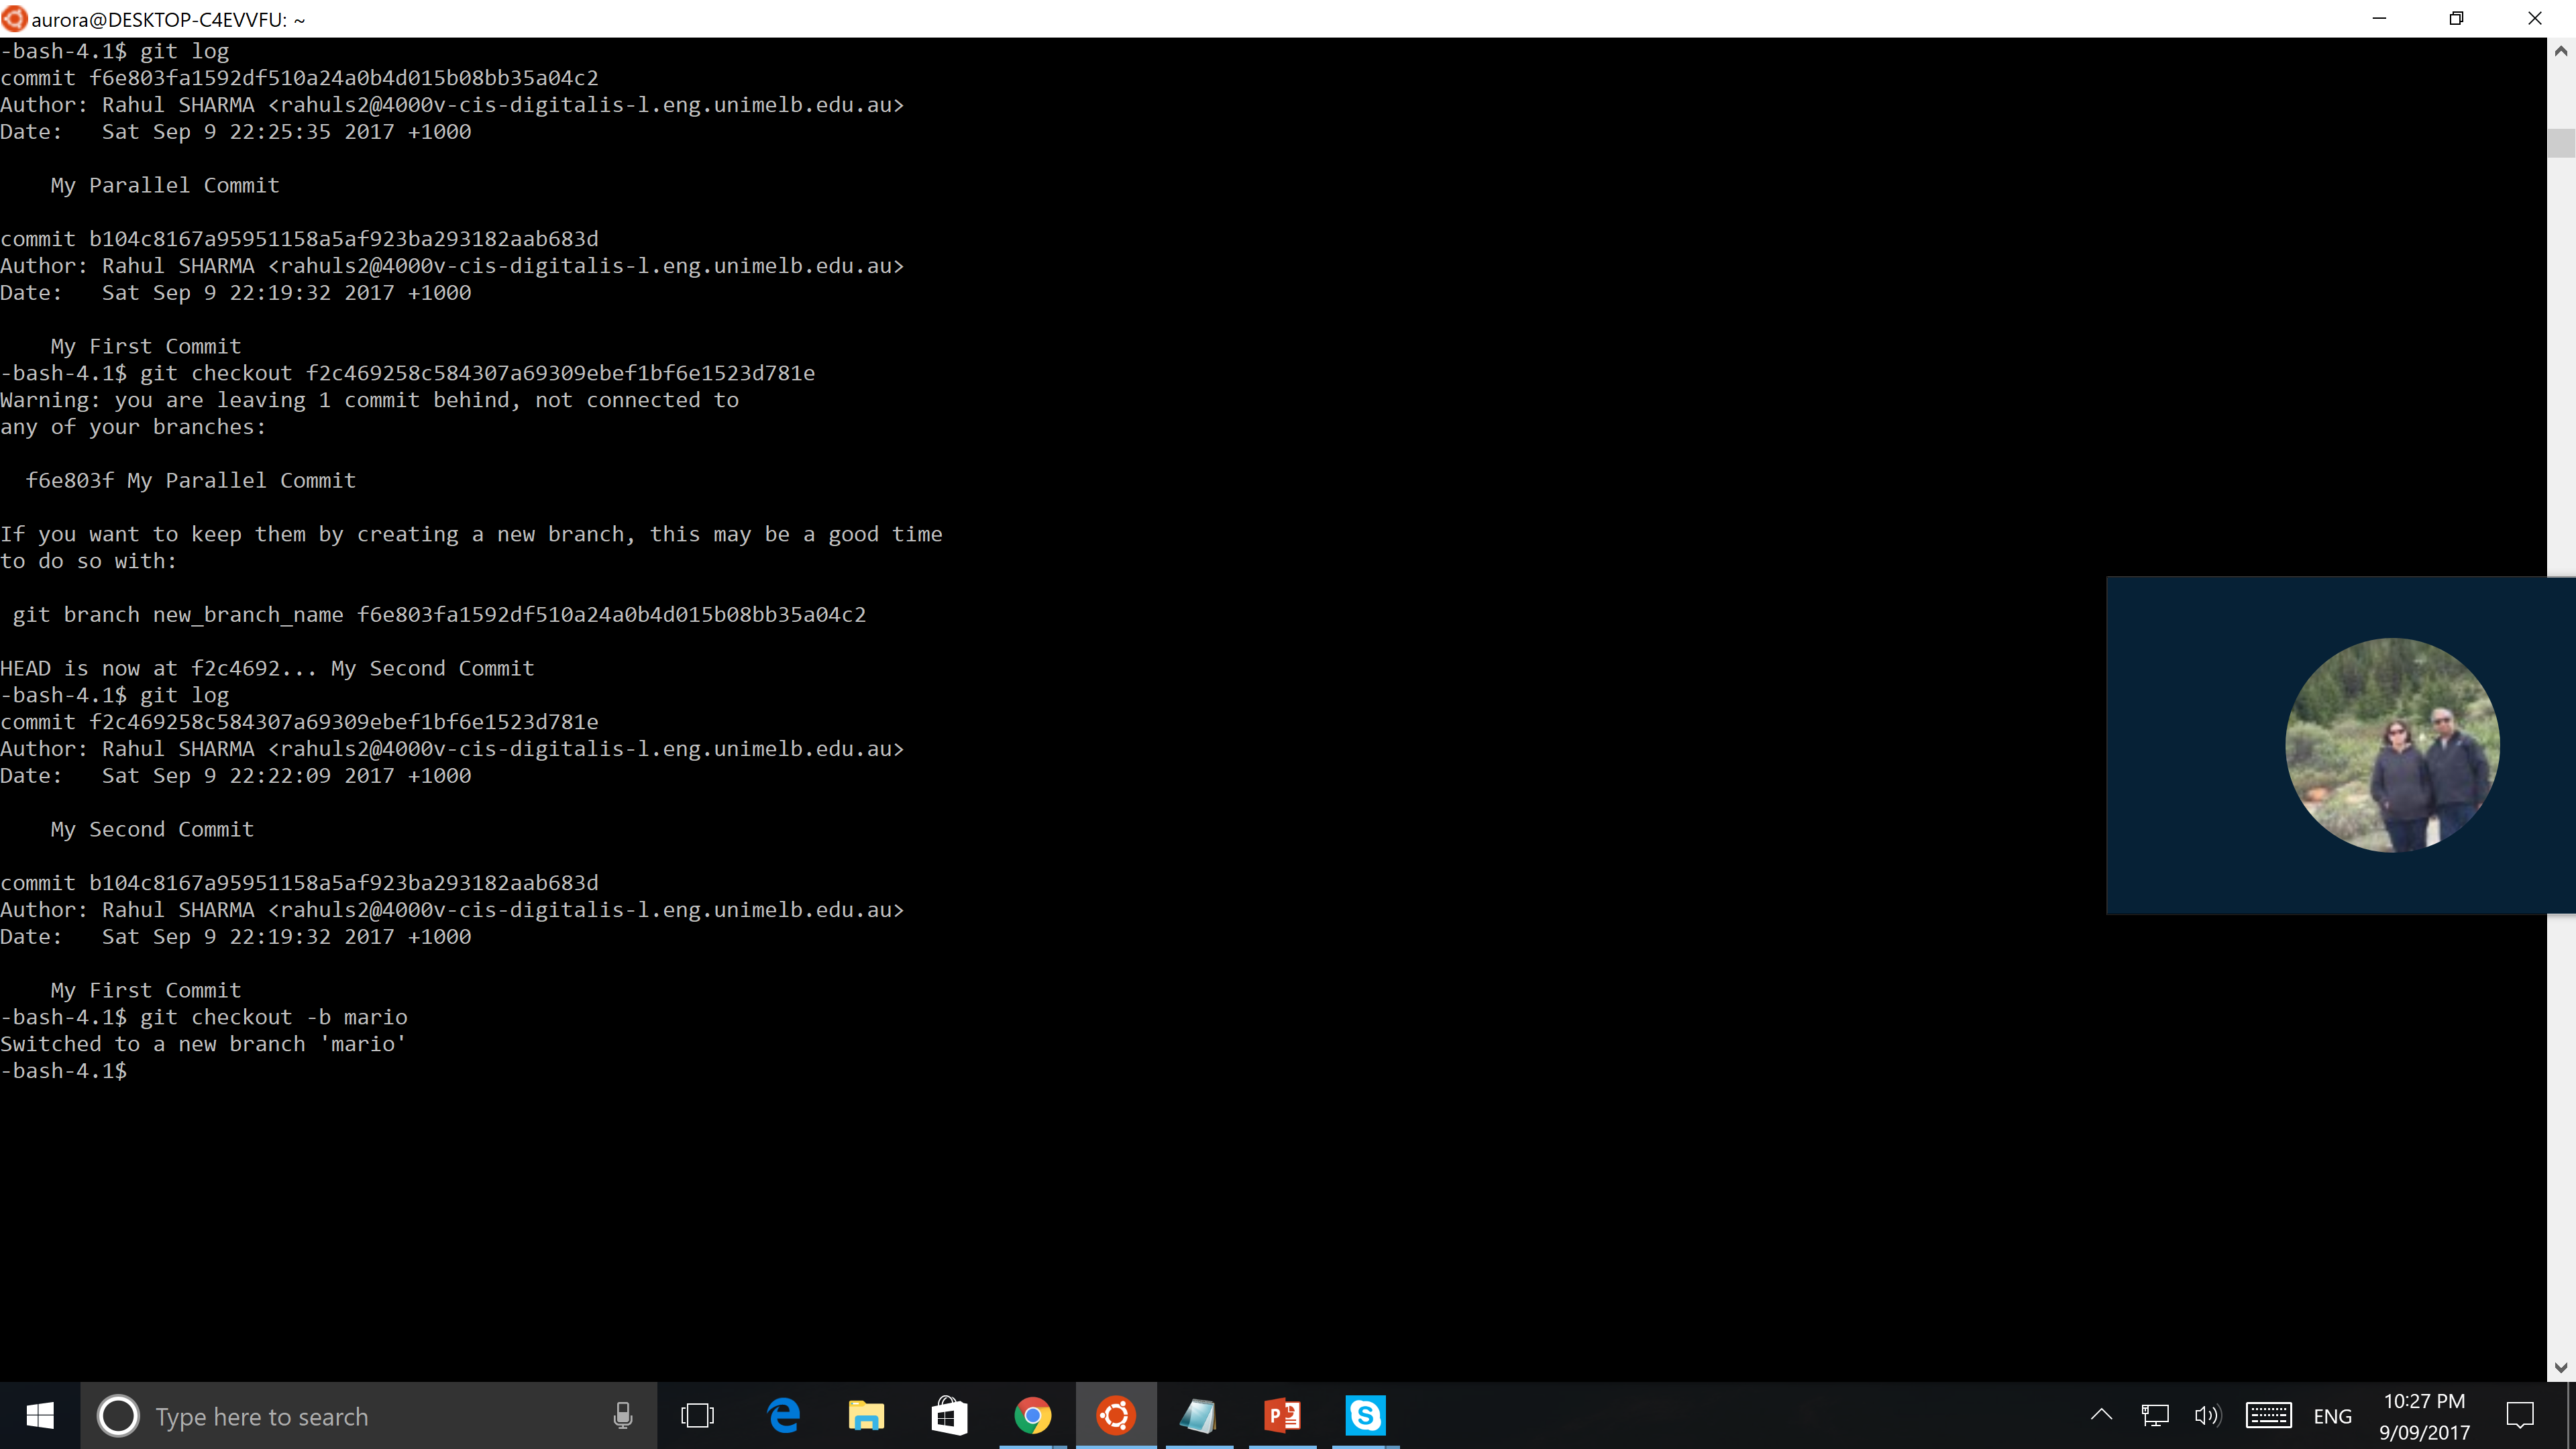 aurora@DESKTOP-C4EVVFU: ~
-bash-4.1$ git log
commit f6e803fa1592df510a24a0b4d015b08bb35a04c2
Author: Rahul SHARMA <rahuls2@4000v-cis-digitalis-l.eng.unimelb.edu.au>
Date:   Sat Sep 9 22:25:35 2017 +1000
    My Parallel Commit
commit b104c8167a95951158a5af923ba293182aab683d
Author: Rahul SHARMA <rahuls2@4000v-cis-digitalis-l.eng.unimelb.edu.au>
Date:   Sat Sep 9 22:19:32 2017 +1000
    My First Commit
-bash-4.1$ git checkout f2c469258c584307a69309ebef1bf6e1523d781e
Warning: you are leaving 1 commit behind, not connected to
any of your branches:
  f6e803f My Parallel Commit
If you want to keep them by creating a new branch, this may be a good time
to do so with:
 git branch new_branch_name f6e803fa1592df510a24a0b4d015b08bb35a04c2
HEAD is now at f2c4692... My Second Commit
-bash-4.1$ git log
commit f2c469258c584307a69309ebef1bf6e1523d781e
Author: Rahul SHARMA <rahuls2@4000v-cis-digitalis-l.eng.unimelb.edu.au>
Date:   Sat Sep 9 22:22:09 2017 +1000
    My Second Commit
commit b104c8167a95951158a5af923ba293182aab683d
Author: Rahul SHARMA <rahuls2@4000v-cis-digitalis-l.eng.unimelb.edu.au>
Date:   Sat Sep 9 22:19:32 2017 +1000
    My First Commit
-bash-4.1$ git checkout -b mario
Switched to a new branch 'mario'
-bash-4.1$
Type here to search
ENG
10:27 PM
9/09/2017